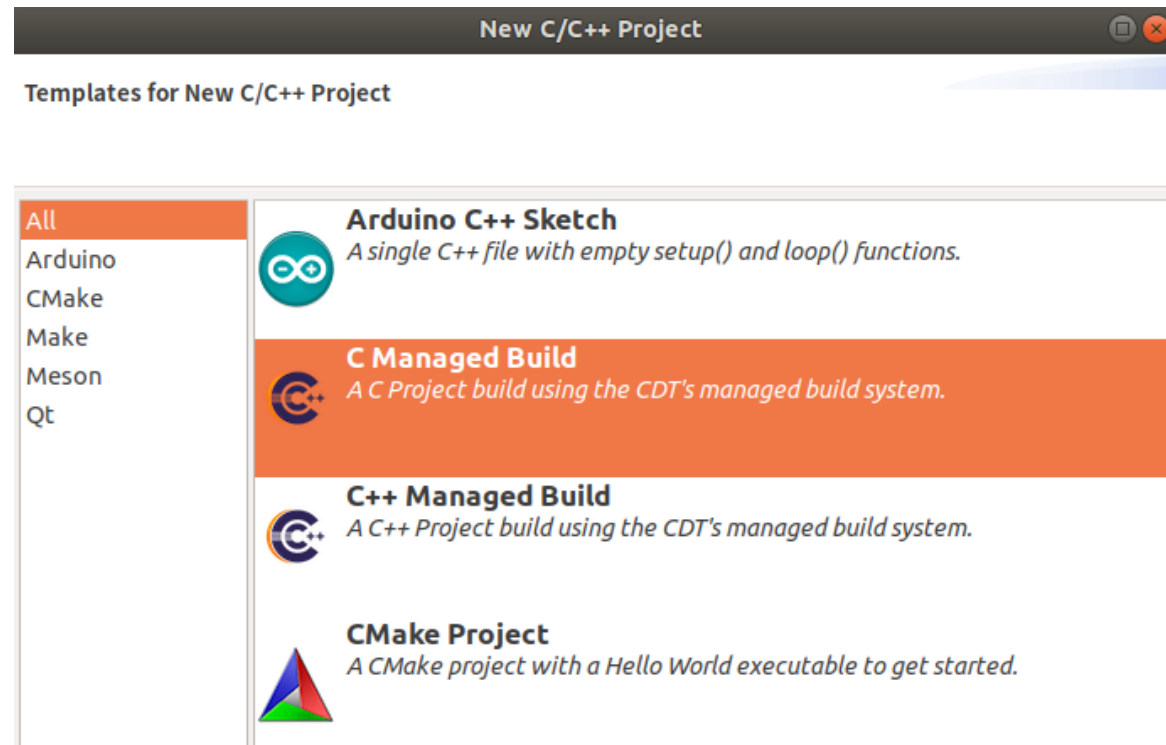 New C/C++ Project
Templates for New C/C++ Project
All
Arduino
CMake
Make
Meson
Qt
Arduino C++ Sketch
A single C++ file with empty setup() and loop() functions.
C Managed Build
A C Project build using the CDT's managed build system.
C++ Managed Build
A C++ Project build using the CDT's managed build system.
CMake Project
A CMake project with a Hello World executable to get started.